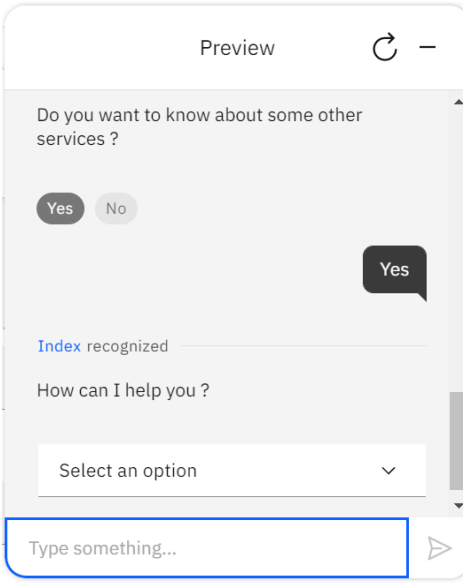 Preview
Do you want to know about some other
services ?
Yes No
Yes
Index recognized
How can I help you ?
Select an option
Type something...